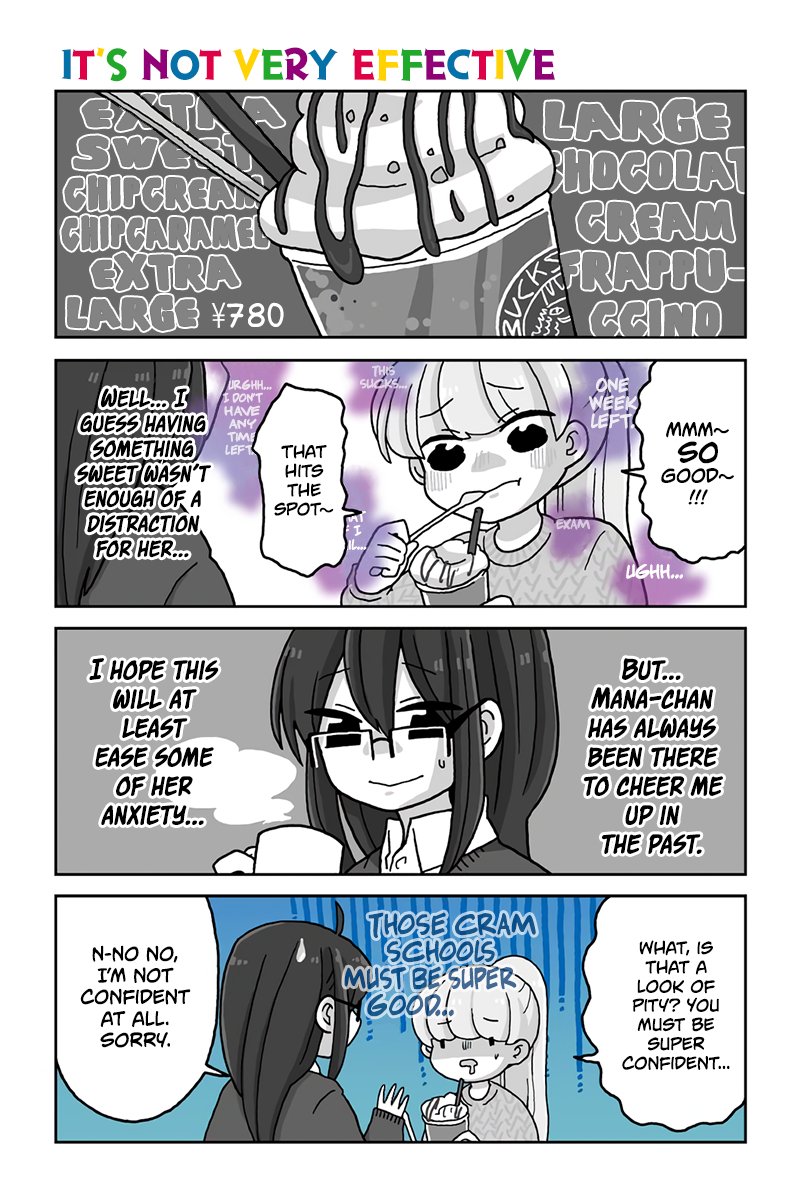 IT'S NOT VERY EFFECTIVE
LARGE
CHOCOLAT
CREAM
FRAPPU-
CCINO
EXTRA
SWEET
CHIPCREAM
CHIPCARAMEL
EXTRA
LARGE ¥780
MUCKS
MMM~
SO
GOOD~
!!!
ONE
WEEK
LEFT.
THIS
SUCKS...
EXAM
UGHH...
THAT
HITS
THE
SPOT~
URGHH...
I DON'T
HAVE
ANY
TIME
LEFT.
WELL... I
GUESS HAVING
SOMETHING
SWEET WASN'T
ENOUGH OF A
DISTRACTION
FOR HER...
BUT...
MANA-CHAN
HAS ALWAYS
BEEN THERE
TO CHEER ME
UP IN
THE PAST.
I HOPE THIS
WILL AT
LEAST
EASE SOME
OF HER
ANXIETY...
WHAT, IS
THAT A
LOOK OF
PITY? YOU
MUST BE
SUPER
CONFIDENT...
THOSE CRAM
SCHOOLS
MUST BE SUPER
GOOD...
N-NO NO,
I'M NOT
CONFIDENT
AT ALL.
SORRY.